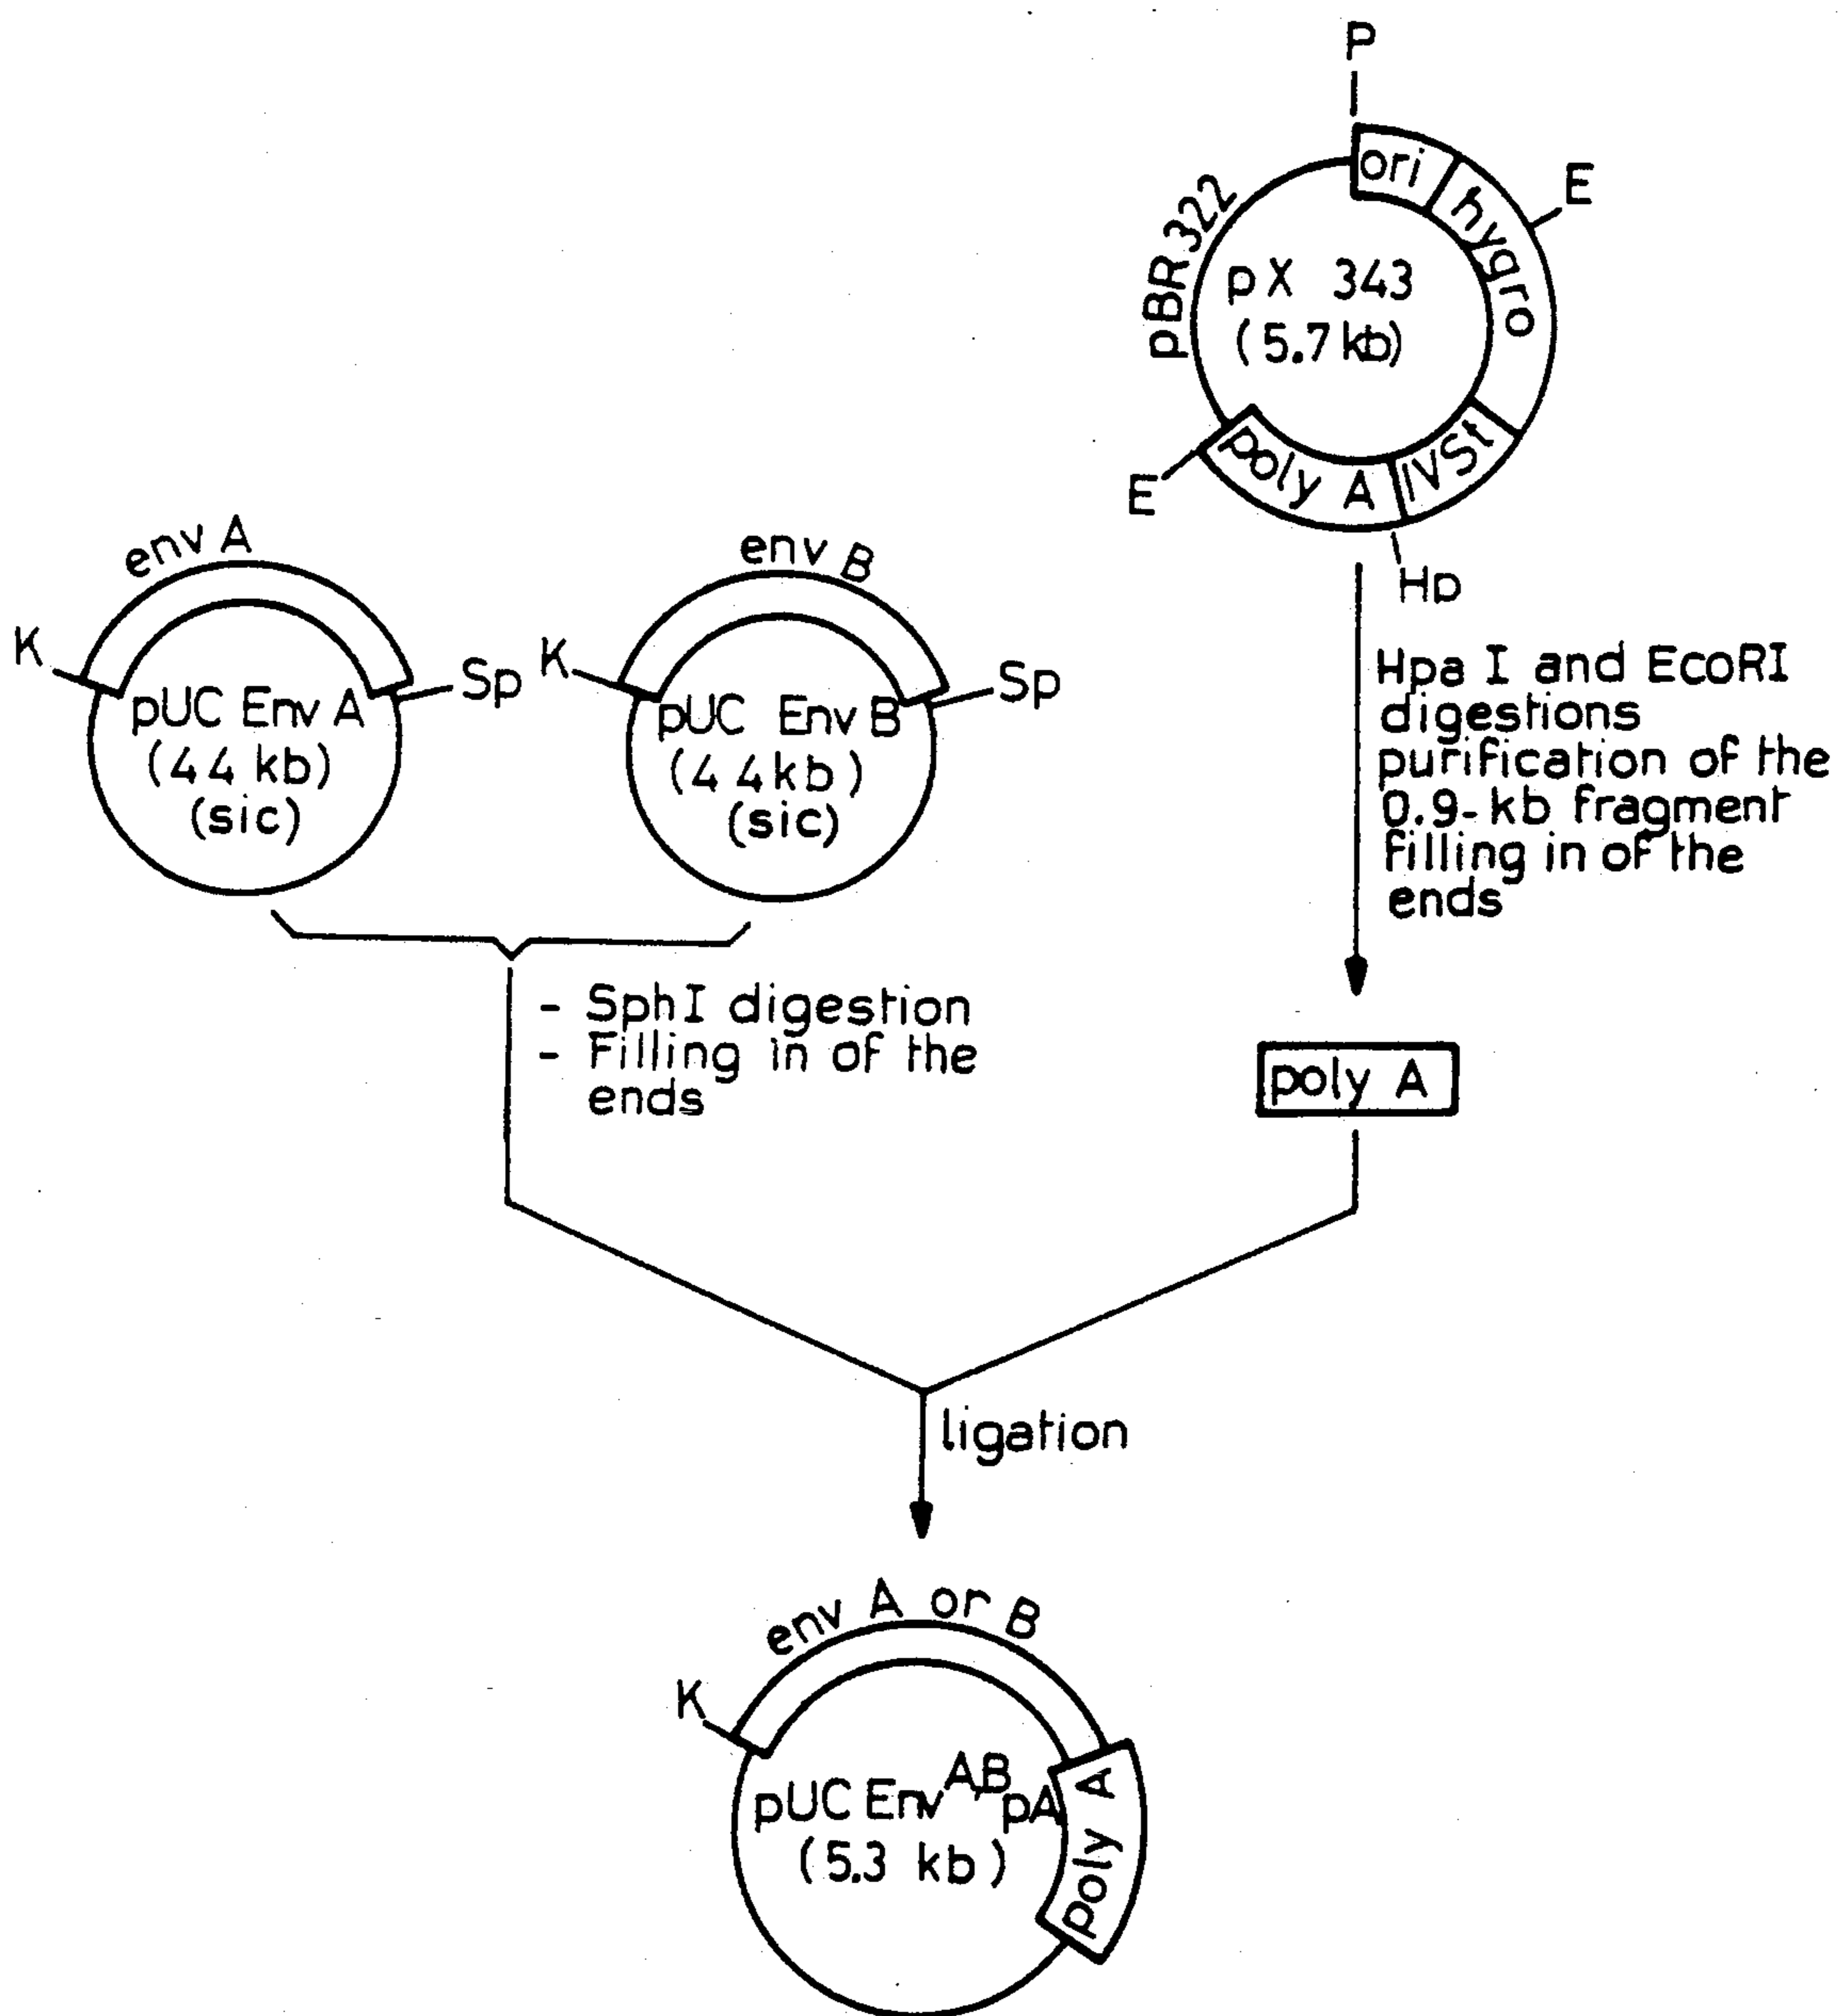 P
ori
hygro
E
pBR322
pX 343
(5.7 kb)
IVSt
poly A
E
Hp
env A
K
Sp
pUC Env A
(44 kb)
(sic)
env B
K
Sp
pUC Env B
(4 4kb)
(sic)
Hpa I and EcoRI
digestions
purification of the
0.9-kb fragment
filling in of the
ends
- SphI digestion
- Filling in of the
ends
poly A
ligation
env A or B
K
pUC Env A,B pA
(5.3 kb)
poly A